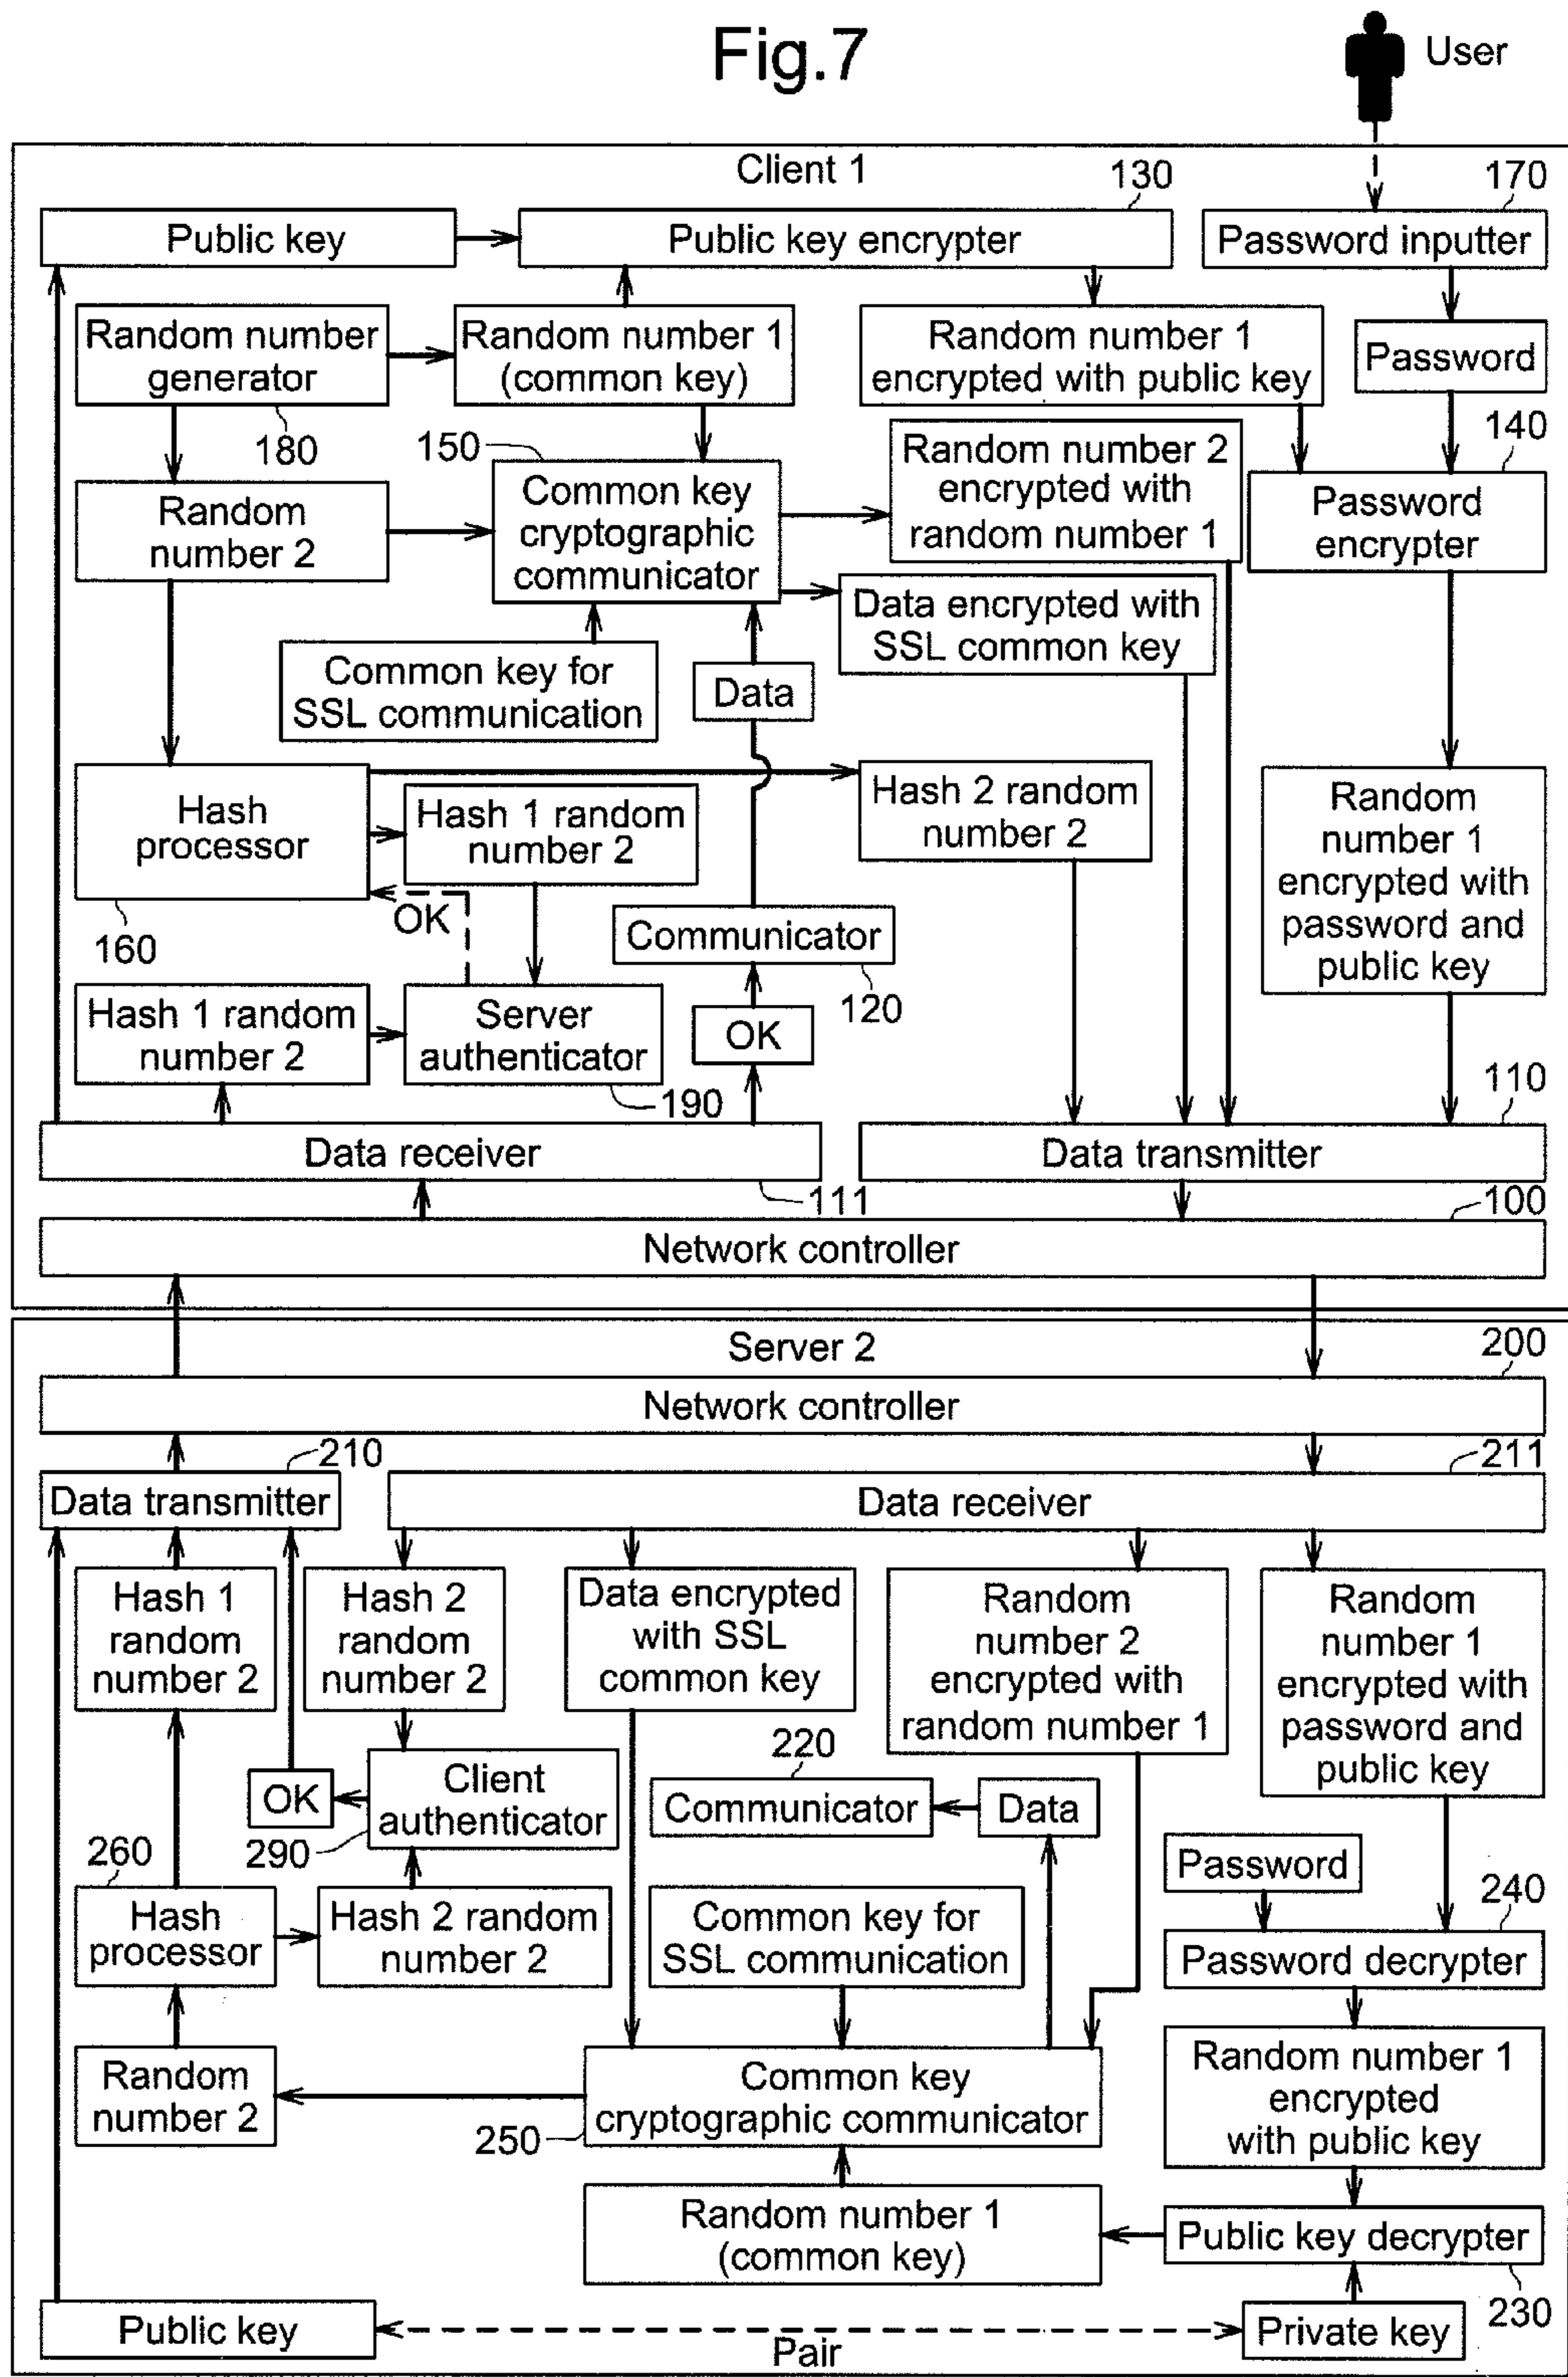 Fig.7
User
Client 1
130
170
Public key
Public key encrypter
Password inputter
Random number
generator
Random number 1
(common key)
Random number 1
encrypted with public key
Password
180
150
140
Random
number 2
Common key
cryptographic
communicator
Random number 2
encrypted with
random number 1
Password
encrypter
Data encrypted with
SSL common key
Common key for
SSL communication
Data
Hash
processor
Hash 1 random
number 2
Hash 2 random
number 2
Random
number 1
encrypted with
password and
public key
160
OK
Communicator
120
Hash 1 random
number 2
Server
authenticator
OK
190
110
Data receiver
Data transmitter
111
100
Network controller
Server 2
200
Network controller
210
211
Data transmitter
Data receiver
Hash 1
random
number 2
Hash 2
random
number 2
Data encrypted
with SSL
common key
Random
number 2
encrypted with
random number 1
Random
number 1
encrypted with
password and
public key
220
OK
Client
authenticator
Communicator
Data
290
260
Password
240
Hash
processor
Hash 2 random
number 2
Common key for
SSL communication
Password decrypter
Random
number 2
Common key
cryptographic communicator
250
Random number 1
encrypted
with public key
Random number 1
(common key)
Public key decrypter
230
Public key
Pair
Private key